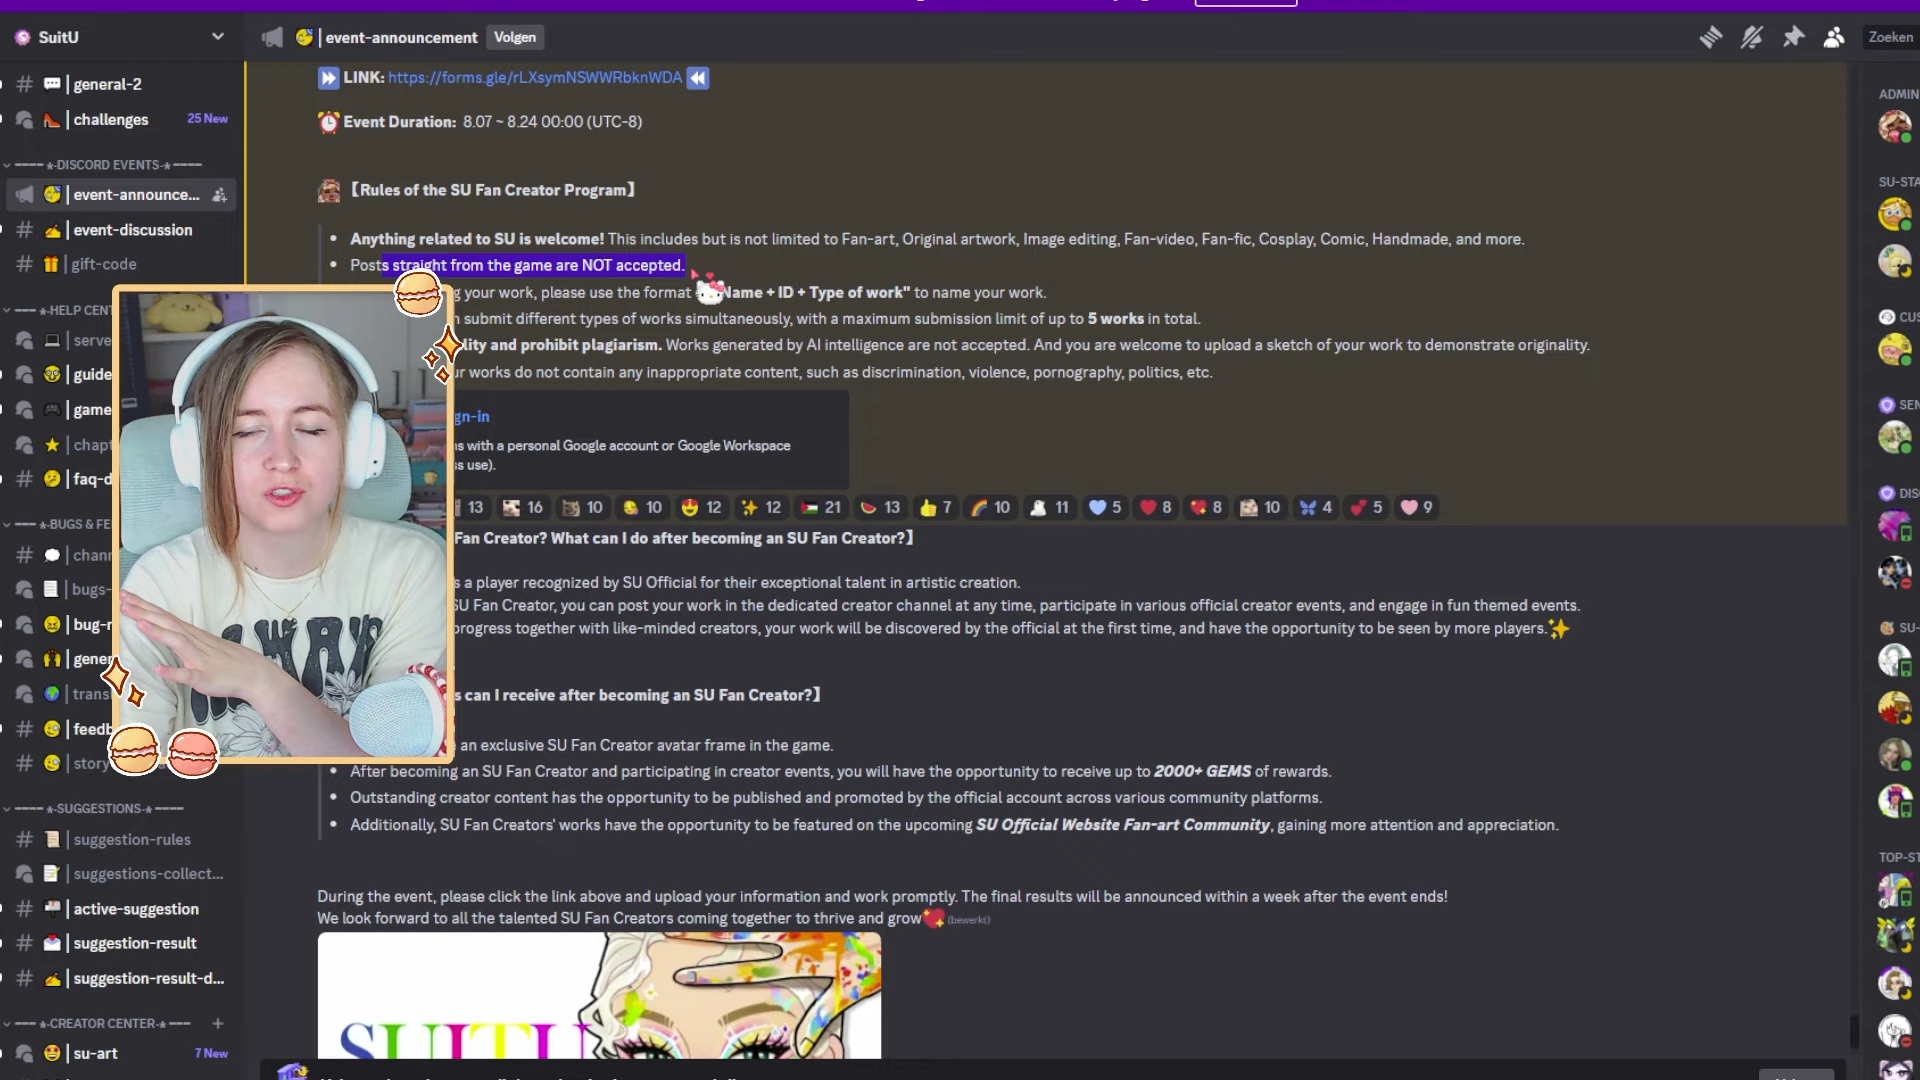 SuitU
| event-announcement
Volgen
Zoeken
| general-2
| challenges
25 New
---- ⋆-DISCORD EVENTS-⋆ ----
| event-announce...
| event-discussion
| gift-code
⋆-HELP CENT
| serve
| guide
| game
| chapt
| faq-d
---- ⋆-BUGS & FE
| chann
| bugs-
| bug-r
| gener
| trans
| feedb
| story
---- ⋆-SUGGESTIONS-⋆ ----
| suggestion-rules
| suggestions-collect...
| active-suggestion
| suggestion-result
| suggestion-result-d...
---- ⋆-CREATOR CENTER-⋆ ---
| su-art
7 New
LINK: https://forms.gle/rLXsymNSWWRbknWDA
Event Duration: 8.07 ~ 8.24 00:00 (UTC-8)
【Rules of the SU Fan Creator Program】
Anything related to SU is welcome! This includes but is not limited to Fan-art, Original artwork, Image editing, Fan-video, Fan-fic, Cosplay, Comic, Handmade, and more.
Posts straight from the game are NOT accepted.
g your work, please use the format Name + ID + Type of work" to name your work.
submit different types of works simultaneously, with a maximum submission limit of up to 5 works in total.
lity and prohibit plagiarism. Works generated by AI intelligence are not accepted. And you are welcome to upload a sketch of your work to demonstrate originality.
ur works do not contain any inappropriate content, such as discrimination, violence, pornography, politics, etc.
gn-in
s with a personal Google account or Google Workspace
ss use).
13 16 10 10 12 12 21 13 7 10 11 5 8 8 10 4 5 9
Fan Creator? What can I do after becoming an SU Fan Creator?】
s a player recognized by SU Official for their exceptional talent in artistic creation.
SU Fan Creator, you can post your work in the dedicated creator channel at any time, participate in various official creator events, and engage in fun themed events.
progress together with like-minded creators, your work will be discovered by the official at the first time, and have the opportunity to be seen by more players.
s can I receive after becoming an SU Fan Creator?】
an exclusive SU Fan Creator avatar frame in the game.
After becoming an SU Fan Creator and participating in creator events, you will have the opportunity to receive up to 2000+ GEMS of rewards.
Outstanding creator content has the opportunity to be published and promoted by the official account across various community platforms.
Additionally, SU Fan Creators' works have the opportunity to be featured on the upcoming SU Official Website Fan-art Community, gaining more attention and appreciation.
During the event, please click the link above and upload your information and work promptly. The final results will be announced within a week after the event ends!
We look forward to all the talented SU Fan Creators coming together to thrive and grow (bewerkt)
SUITU
ALWAY
ADMIN
SU-STA
CUS
SEN
DIS
SU-
TOP-ST